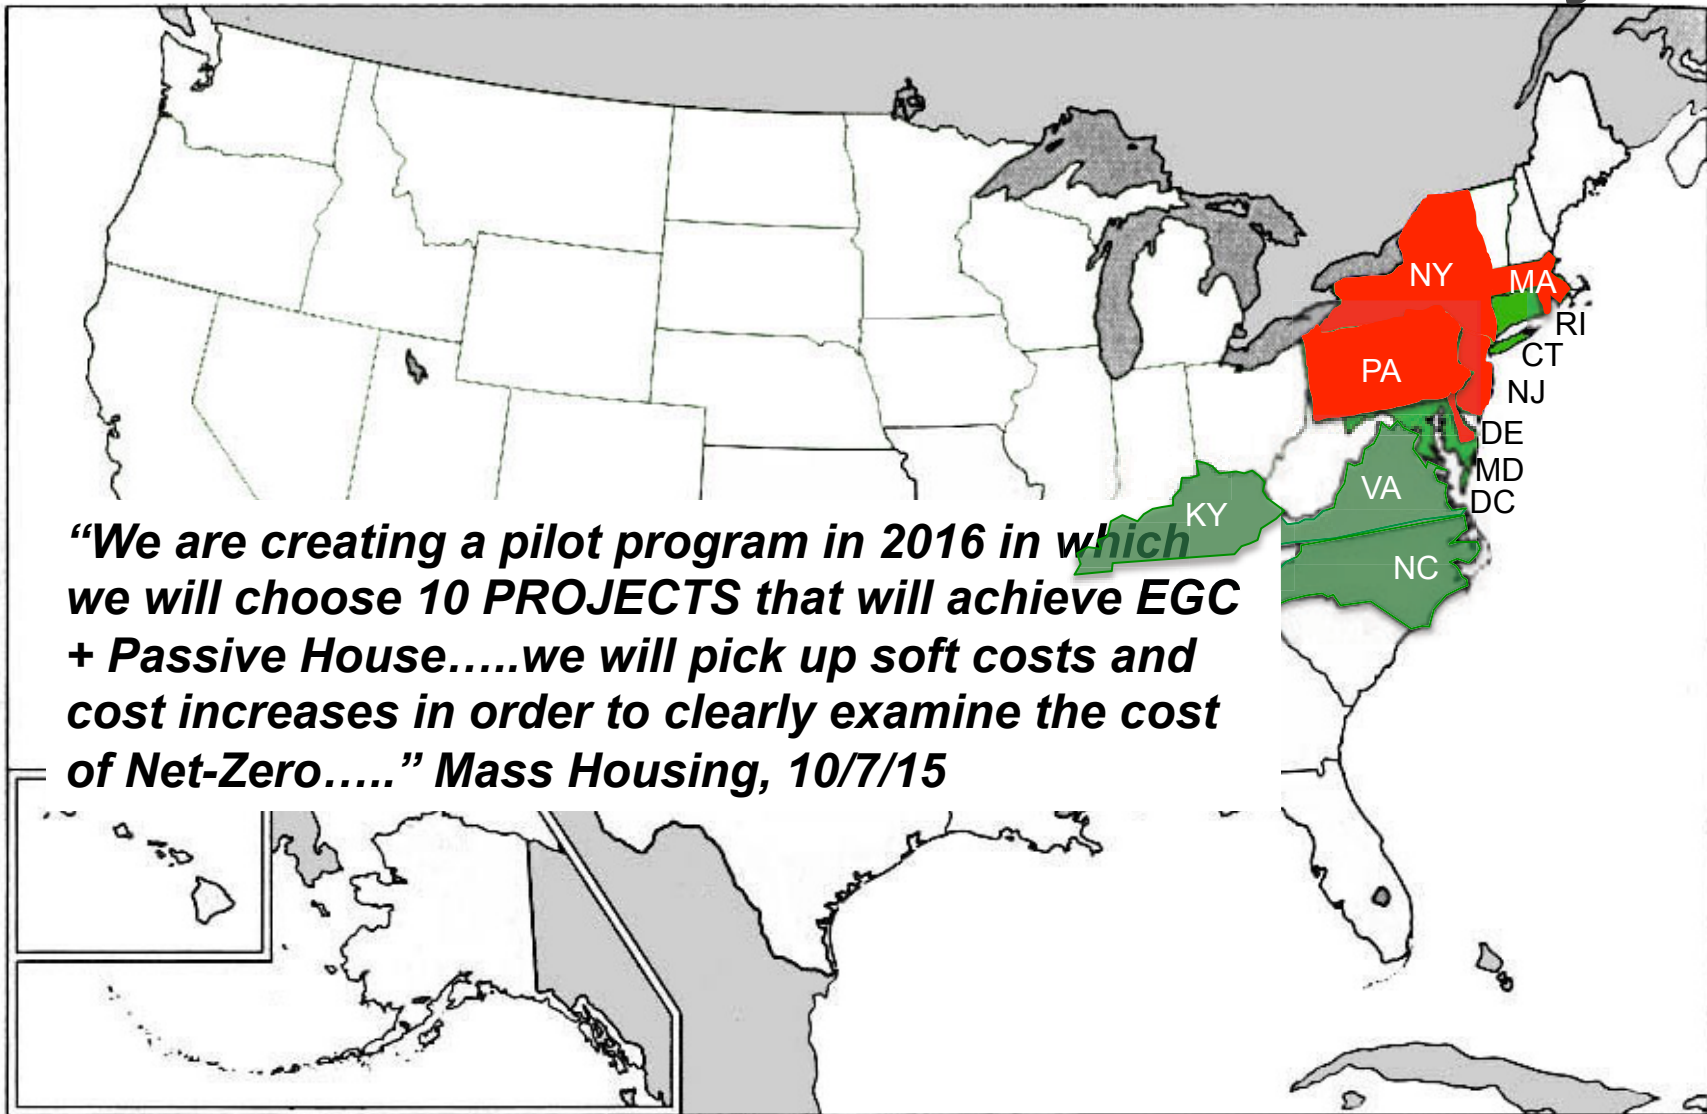 NY
MA
RI
CT
PA
NJ
DE
MD
VA
DC
KY
NC
“We are creating a pilot program in 2016 in which
we will choose 10 PROJECTS that will achieve EGC
+ Passive House…..we will pick up soft costs and
cost increases in order to clearly examine the cost
of Net-Zero…..” Mass Housing, 10/7/15